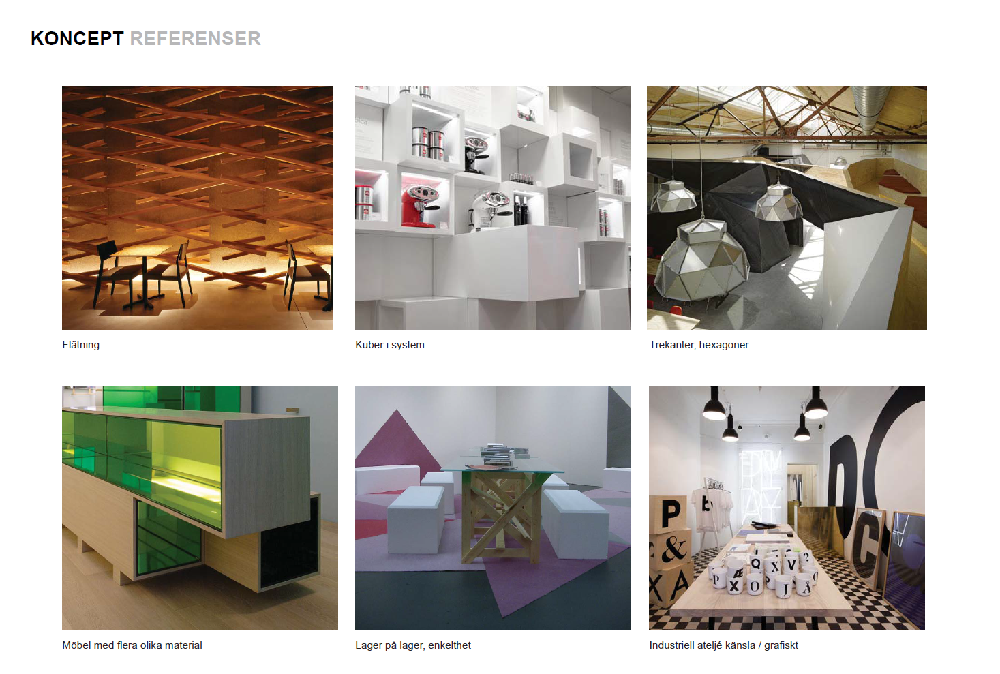 KONCEPT REFERENSER
Flätning
Kuber i system
Trekanter, hexagoner
P
b
&
X A
C
P Æ X Q X V ?
O P J Å
Möbel med flera olika material
Lager på lager, enkelthet
Industriell ateljé känsla / grafiskt